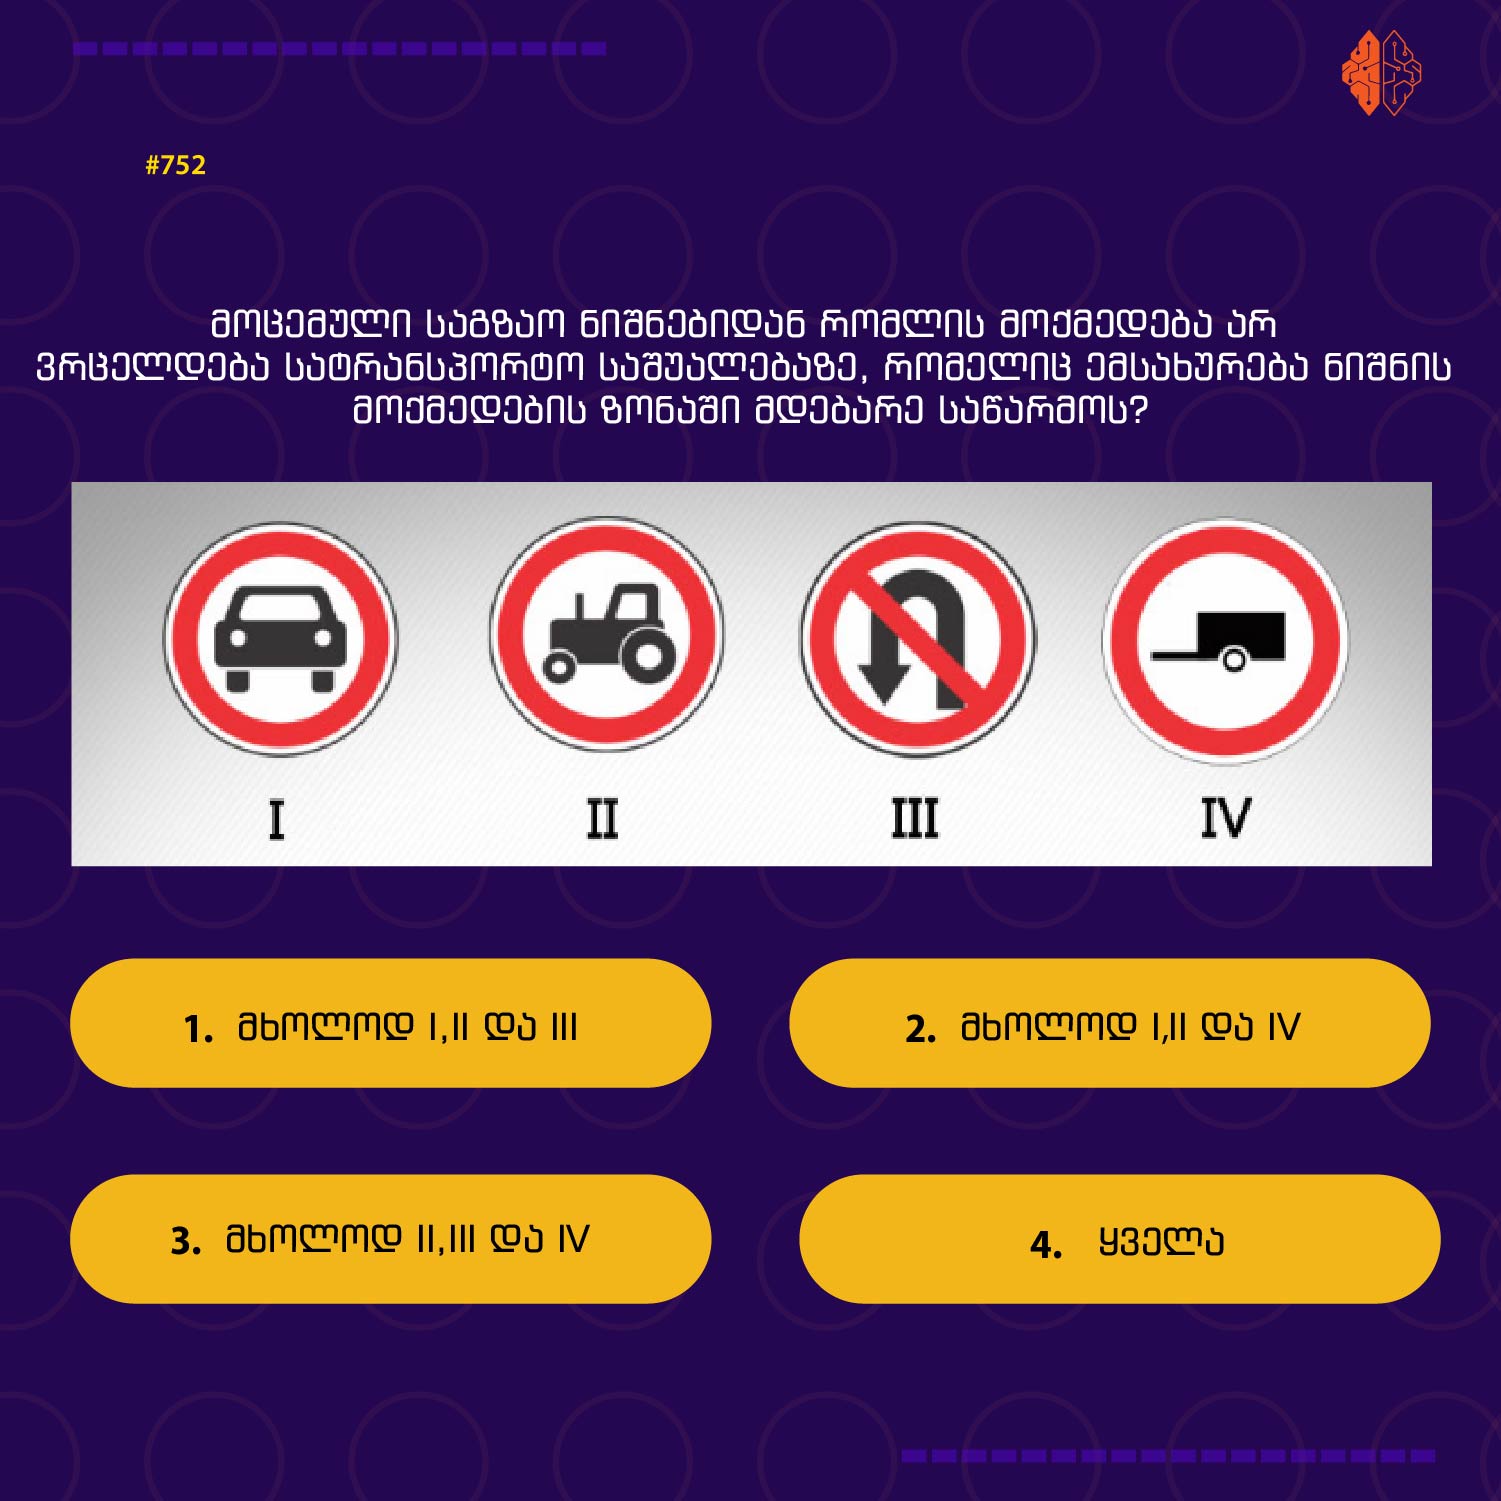 #752
მოცემული საგზაო ნიშნებიდან რომლის მოქმედება არ
ვრცელდება სატრანსპორტო საშუალებაზე, რომელიც ემსახურება ნიშნის
მოქმედების ზონაში მდებარე საწარმოს?
I II III IV
1. მხოლოდ I,II და III
2. მხოლოდ I,II და IV
3. მხოლოდ II,III და IV
4. ყველა